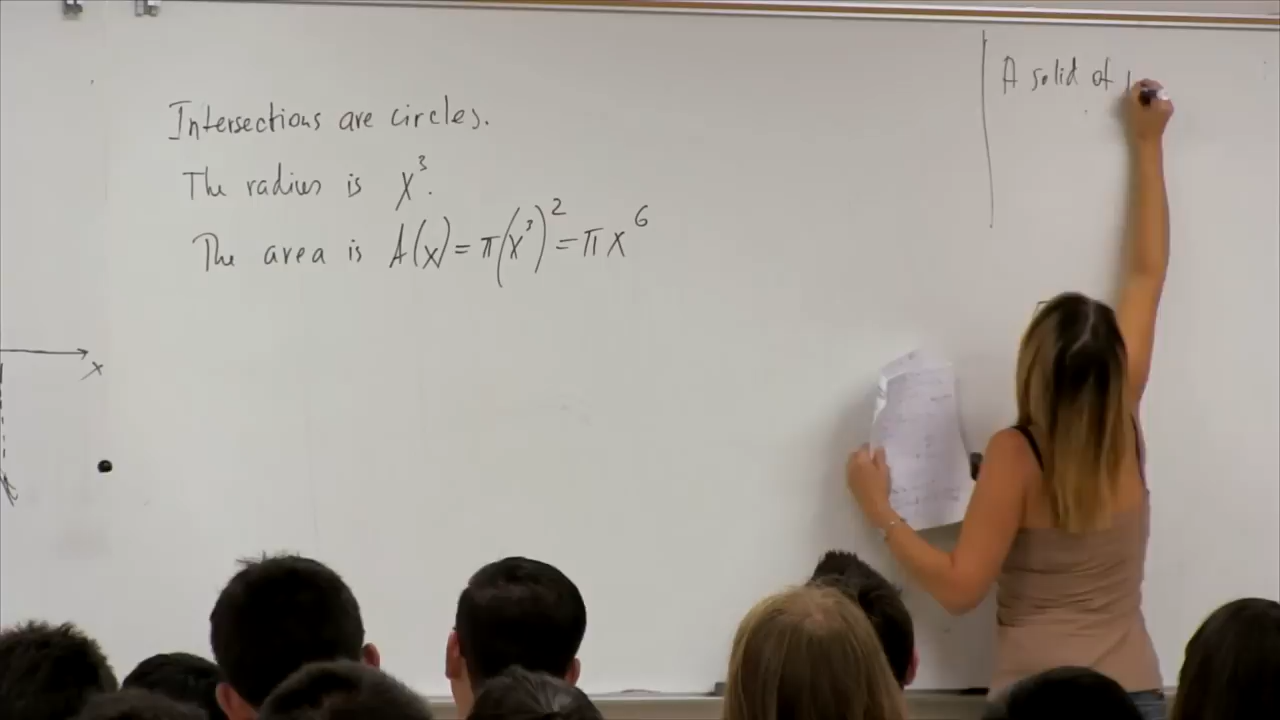 Intersections are circles.
The radius is x³.
The area is A(x) = π(x³)² = πx⁶
x
A solid of